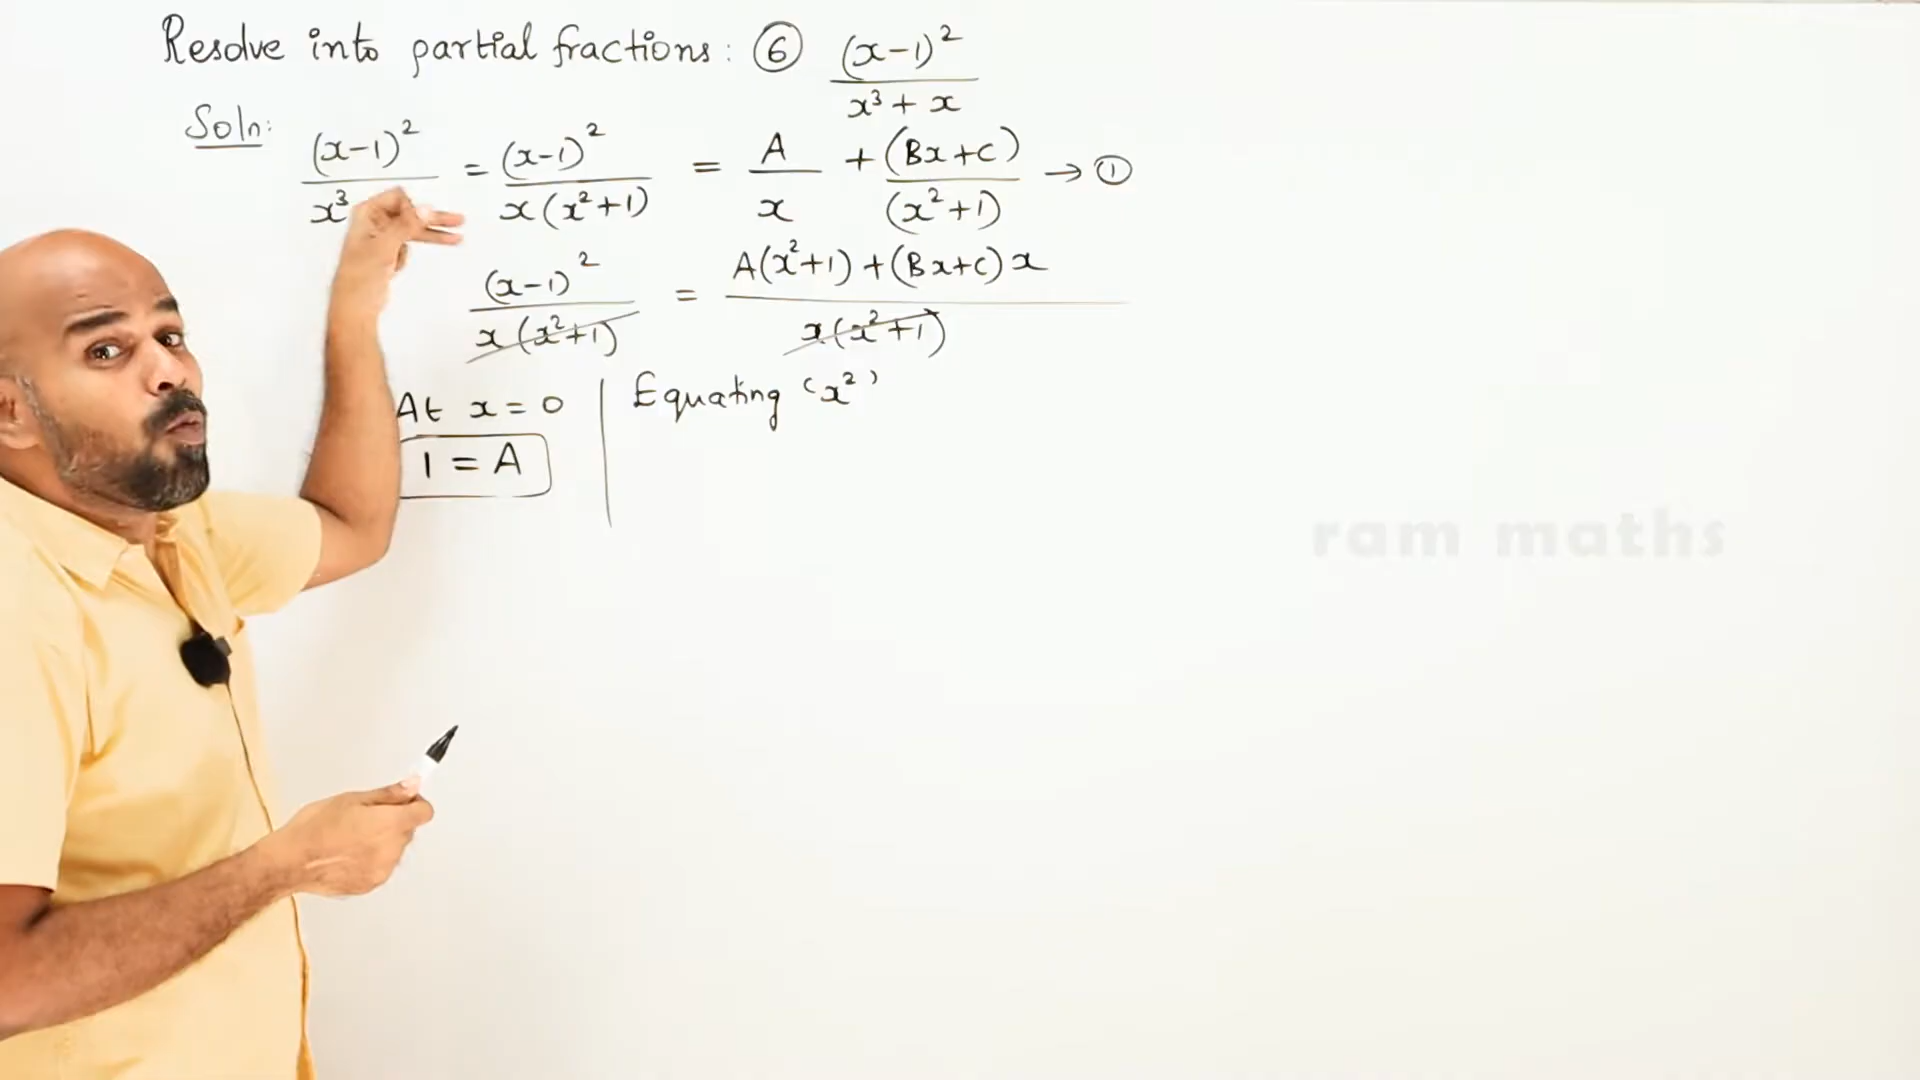 Resolve into partial fractions: ⑥ (x-1)² / x³ + x
Soln: (x-1)² / x³ = (x-1)² / x(x²+1) = A / x + (Bx+C) / (x²+1) → ①
(x-1)² / x(x²+1) = A(x²+1) + (Bx+C)x / x(x²+1)
At x = 0
1 = A
Equating 'x²'
ram maths